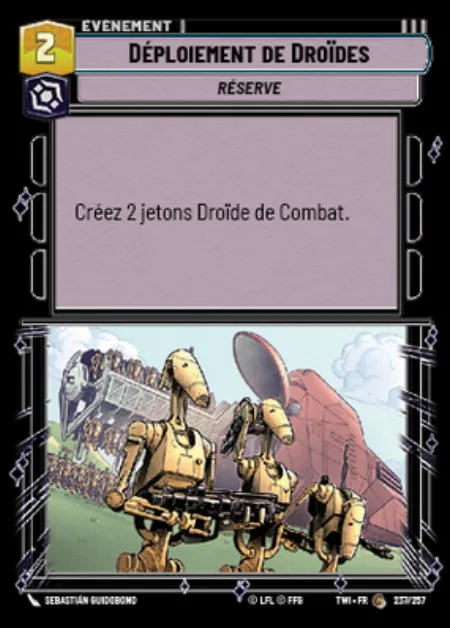 ÉVÉNEMENT
2
DÉPLOIEMENT DE DROÏDES
RÉSERVE
Créez 2 jetons Droïde de Combat.
SEBASTIÁN GUIDOBONO
© LFL © FFG
TWI • FR
237/257